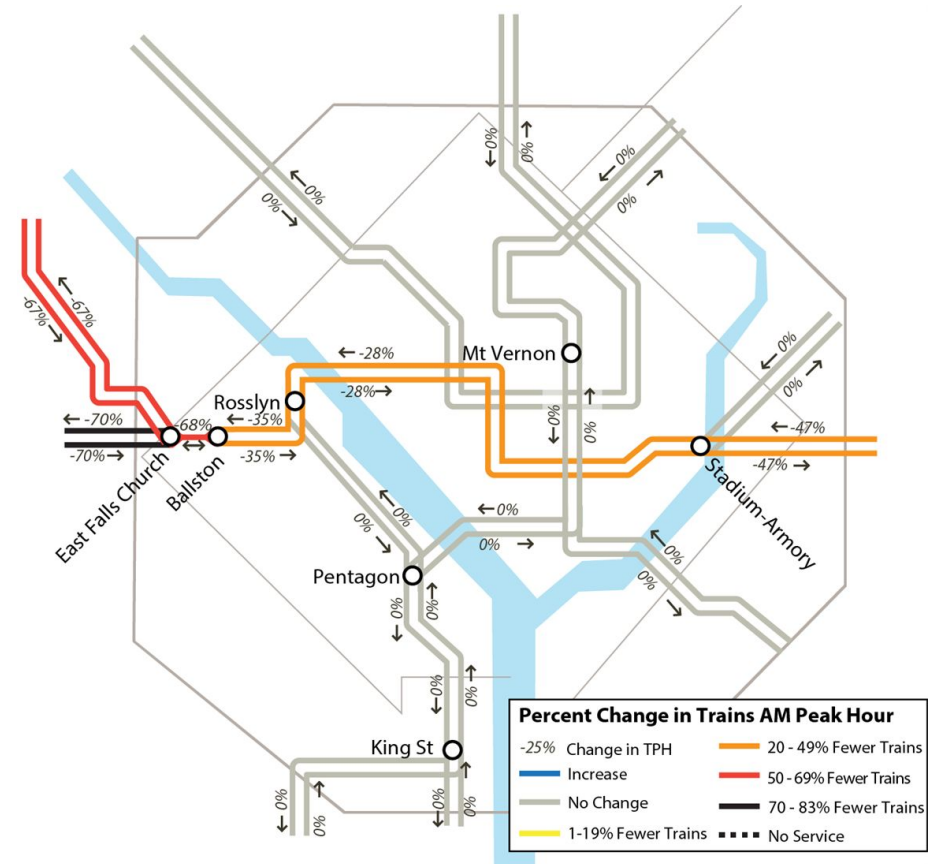 ←0%
0%→
←0%
0%→
←0%
0%→
←-67%
-67%→
Mt Vernon
←-28%
-28%→
←0%
0%→
Rosslyn
←-70%
-68%
←-35%
←0%
0%→
←-47%
-70%→
↔
-35%→
-47%→
East Falls Church
Ballston
Stadium-Armory
←0%
0%→
←0%
0%→
←0%
0%→
Pentagon
←0%
0%→
←0%
0%→
King St
←0%
0%→
←0%
0%→
Percent Change in Trains AM Peak Hour
-25% Change in TPH
Increase
No Change
1-19% Fewer Trains
20 - 49% Fewer Trains
50 - 69% Fewer Trains
70 - 83% Fewer Trains
No Service